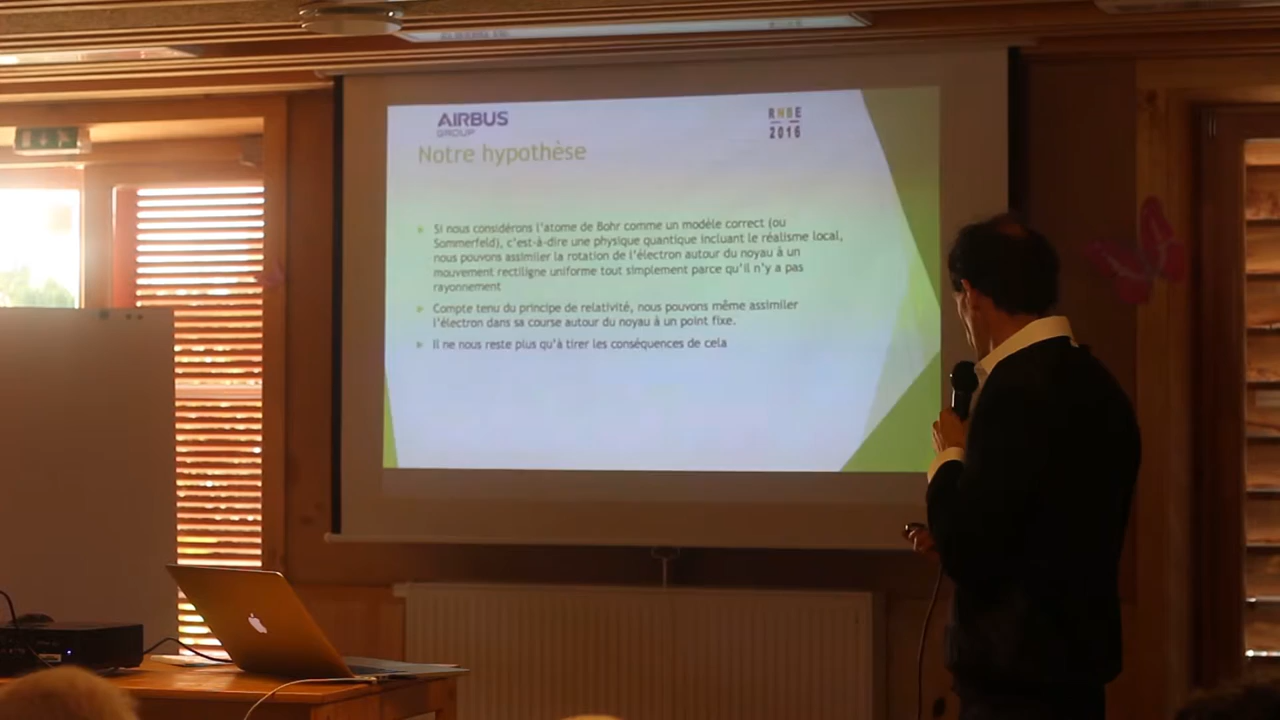 AIRBUS
GROUP
RNBE
2016
Notre hypothèse
Si nous considérons l'atome de Bohr comme un modèle correct (ou
Sommerfeld), c'est-à-dire une physique quantique incluant le réalisme local,
nous pouvons assimiler la rotation de l'électron autour du noyau à un
mouvement rectiligne uniforme tout simplement parce qu'il n'y a pas
rayonnement
Compte tenu du principe de relativité, nous pouvons même assimiler
l'électron dans sa course autour du noyau à un point fixe.
Il ne nous reste plus qu'à tirer les conséquences de cela